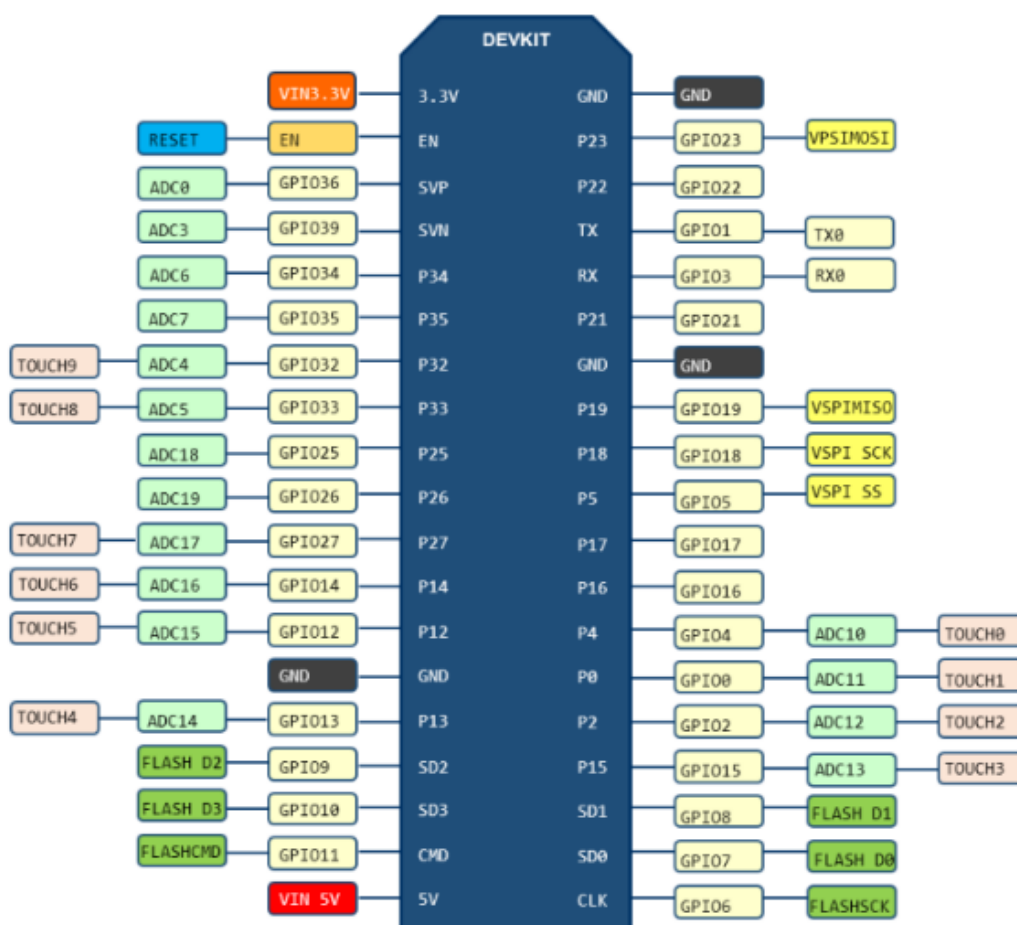 DEVKIT
VIN3.3V 3.3V GND GND
RESET EN EN P23 GPIO23 VPSIMOSI
ADC0 GPIO36 SVP P22 GPIO22
ADC3 GPIO39 SVN TX GPIO1 TX0
ADC6 GPIO34 P34 RX GPIO3 RX0
ADC7 GPIO35 P35 P21 GPIO21
TOUCH9 ADC4 GPIO32 P32 GND GND
TOUCH8 ADC5 GPIO33 P33 P19 GPIO19 VSPIMISO
ADC18 GPIO25 P25 P18 GPIO18 VSPI SCK
ADC19 GPIO26 P26 P5 GPIO5 VSPI SS
TOUCH7 ADC17 GPIO27 P27 P17 GPIO17
TOUCH6 ADC16 GPIO14 P14 P16 GPIO16
TOUCH5 ADC15 GPIO12 P12 P4 GPIO4 ADC10 TOUCH0
GND GND P0 GPIO0 ADC11 TOUCH1
TOUCH4 ADC14 GPIO13 P13 P2 GPIO2 ADC12 TOUCH2
FLASH D2 GPIO9 SD2 P15 GPIO15 ADC13 TOUCH3
FLASH D3 GPIO10 SD3 SD1 GPIO8 FLASH D1
FLASHCMD GPIO11 CMD SD0 GPIO7 FLASH D0
VIN 5V 5V CLK GPIO6 FLASHSCK